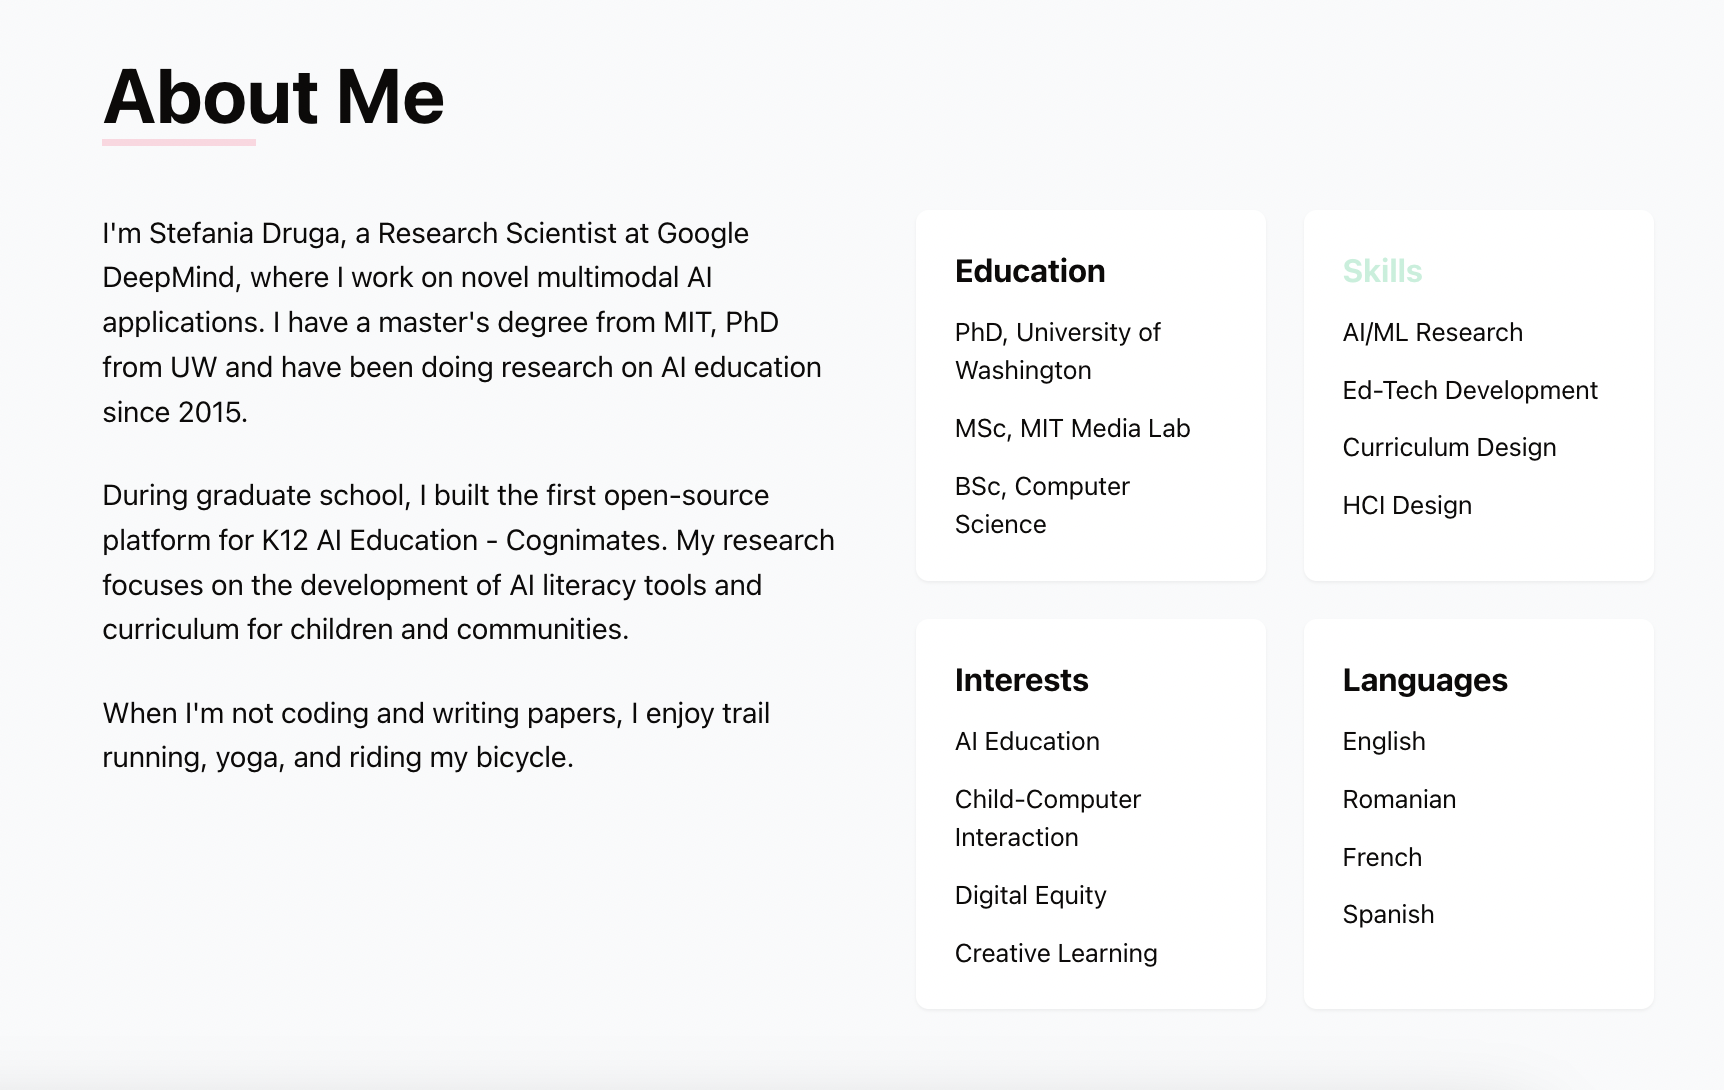 About Me
I'm Stefania Druga, a Research Scientist at Google
DeepMind, where I work on novel multimodal AI
applications. I have a master's degree from MIT, PhD
from UW and have been doing research on AI education
since 2015.
During graduate school, I built the first open-source
platform for K12 AI Education - Cognimates. My research
focuses on the development of AI literacy tools and
curriculum for children and communities.
When I'm not coding and writing papers, I enjoy trail
running, yoga, and riding my bicycle.
Education
PhD, University of
Washington
MSc, MIT Media Lab
BSc, Computer
Science
Skills
AI/ML Research
Ed-Tech Development
Curriculum Design
HCI Design
Interests
AI Education
Child-Computer
Interaction
Digital Equity
Creative Learning
Languages
English
Romanian
French
Spanish